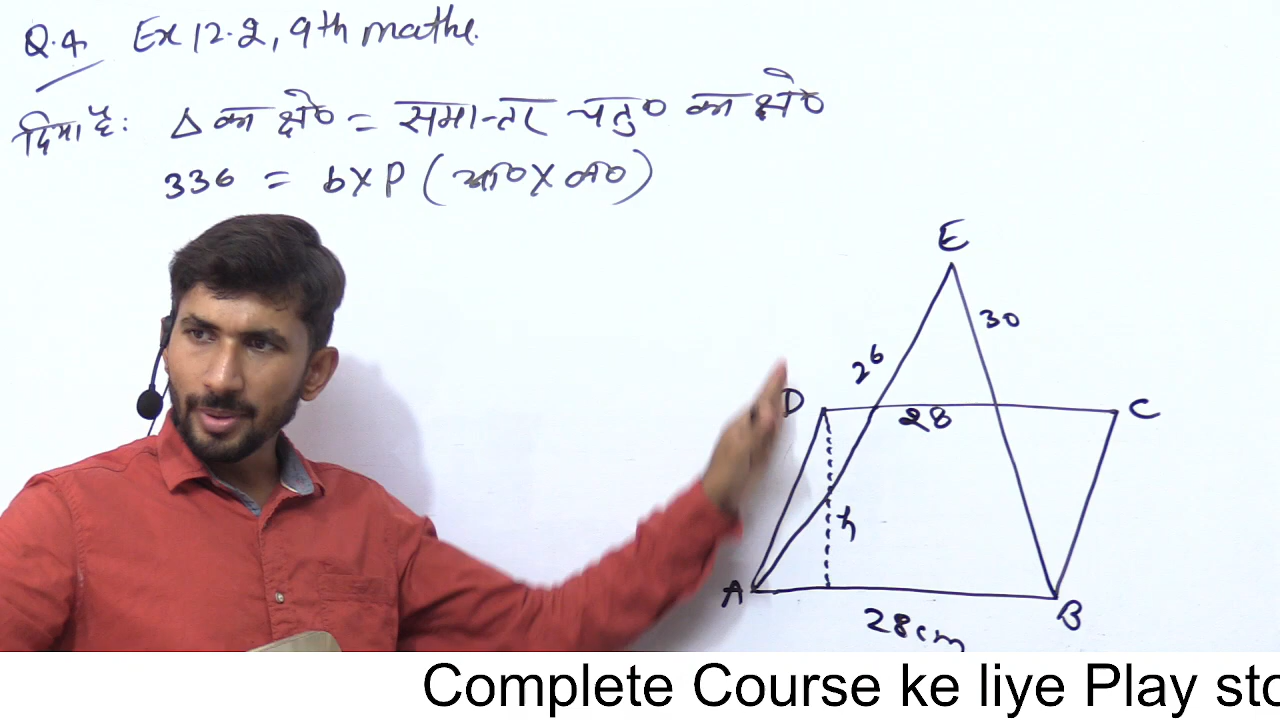 Q.4. Ex 12.2, 9th maths.
दिया है: Δ का क्षे० = समान्तर चतु० का क्षे०
336 = b×P (आ०×ल०)
E
30
26
D
28
C
h
A
B
28cm
Complete Course ke liye Play sto